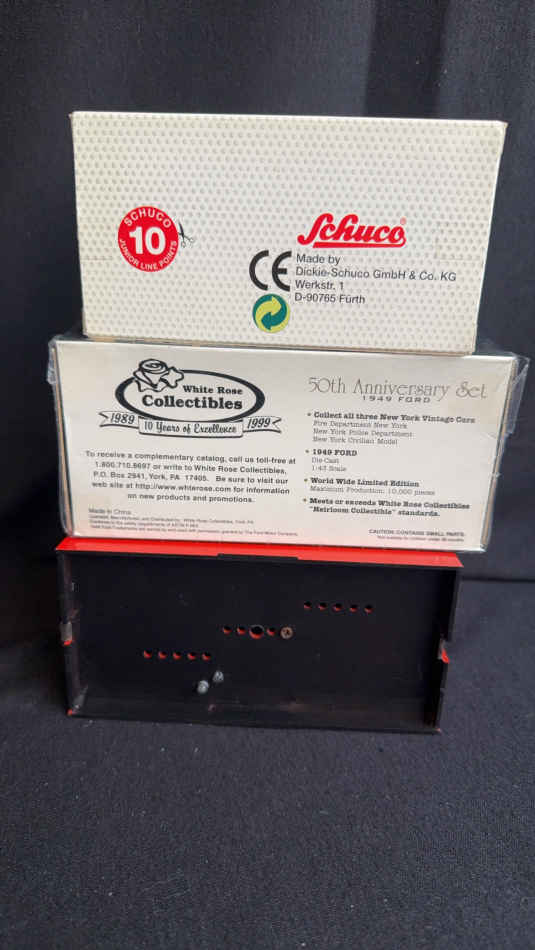 SCHUCO
10
JUNIOR LINE POINTS
Schuco®
CE
Made by
Dickie-Schuco GmbH & Co. KG
Werkstr. 1
D-90765 Fürth
White Rose
Collectibles
1989 10 Years of Excellence 1999
To receive a complementary catalog, call us toll-free at
1.800.710.8697 or write to White Rose Collectibles,
P.O. Box 2941, York, PA 17405. Be sure to visit our
web site at http://www.whiterose.com for information
on new products and promotions.
Made in China
50th Anniversary Set
1949 FORD
• Collect all three New York Vintage Cars
Fire Department New York
New York Police Department
New York Civilian Model
• 1949 FORD
Die Cast
1:43 Scale
• World Wide Limited Edition
Maximum Production: 10,000 pieces
• Meets or exceeds White Rose Collectibles
"Heirloom Collectible" standards.
CAUTION: CONTAINS SMALL PARTS.